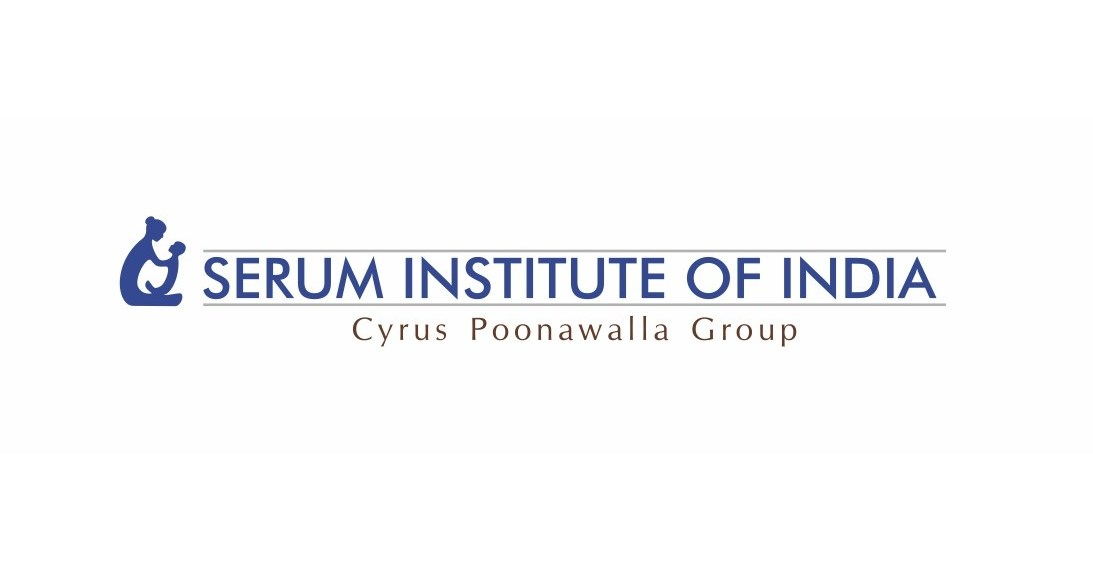 SERUM INSTITUTE OF INDIA
Cyrus Poonawalla Group